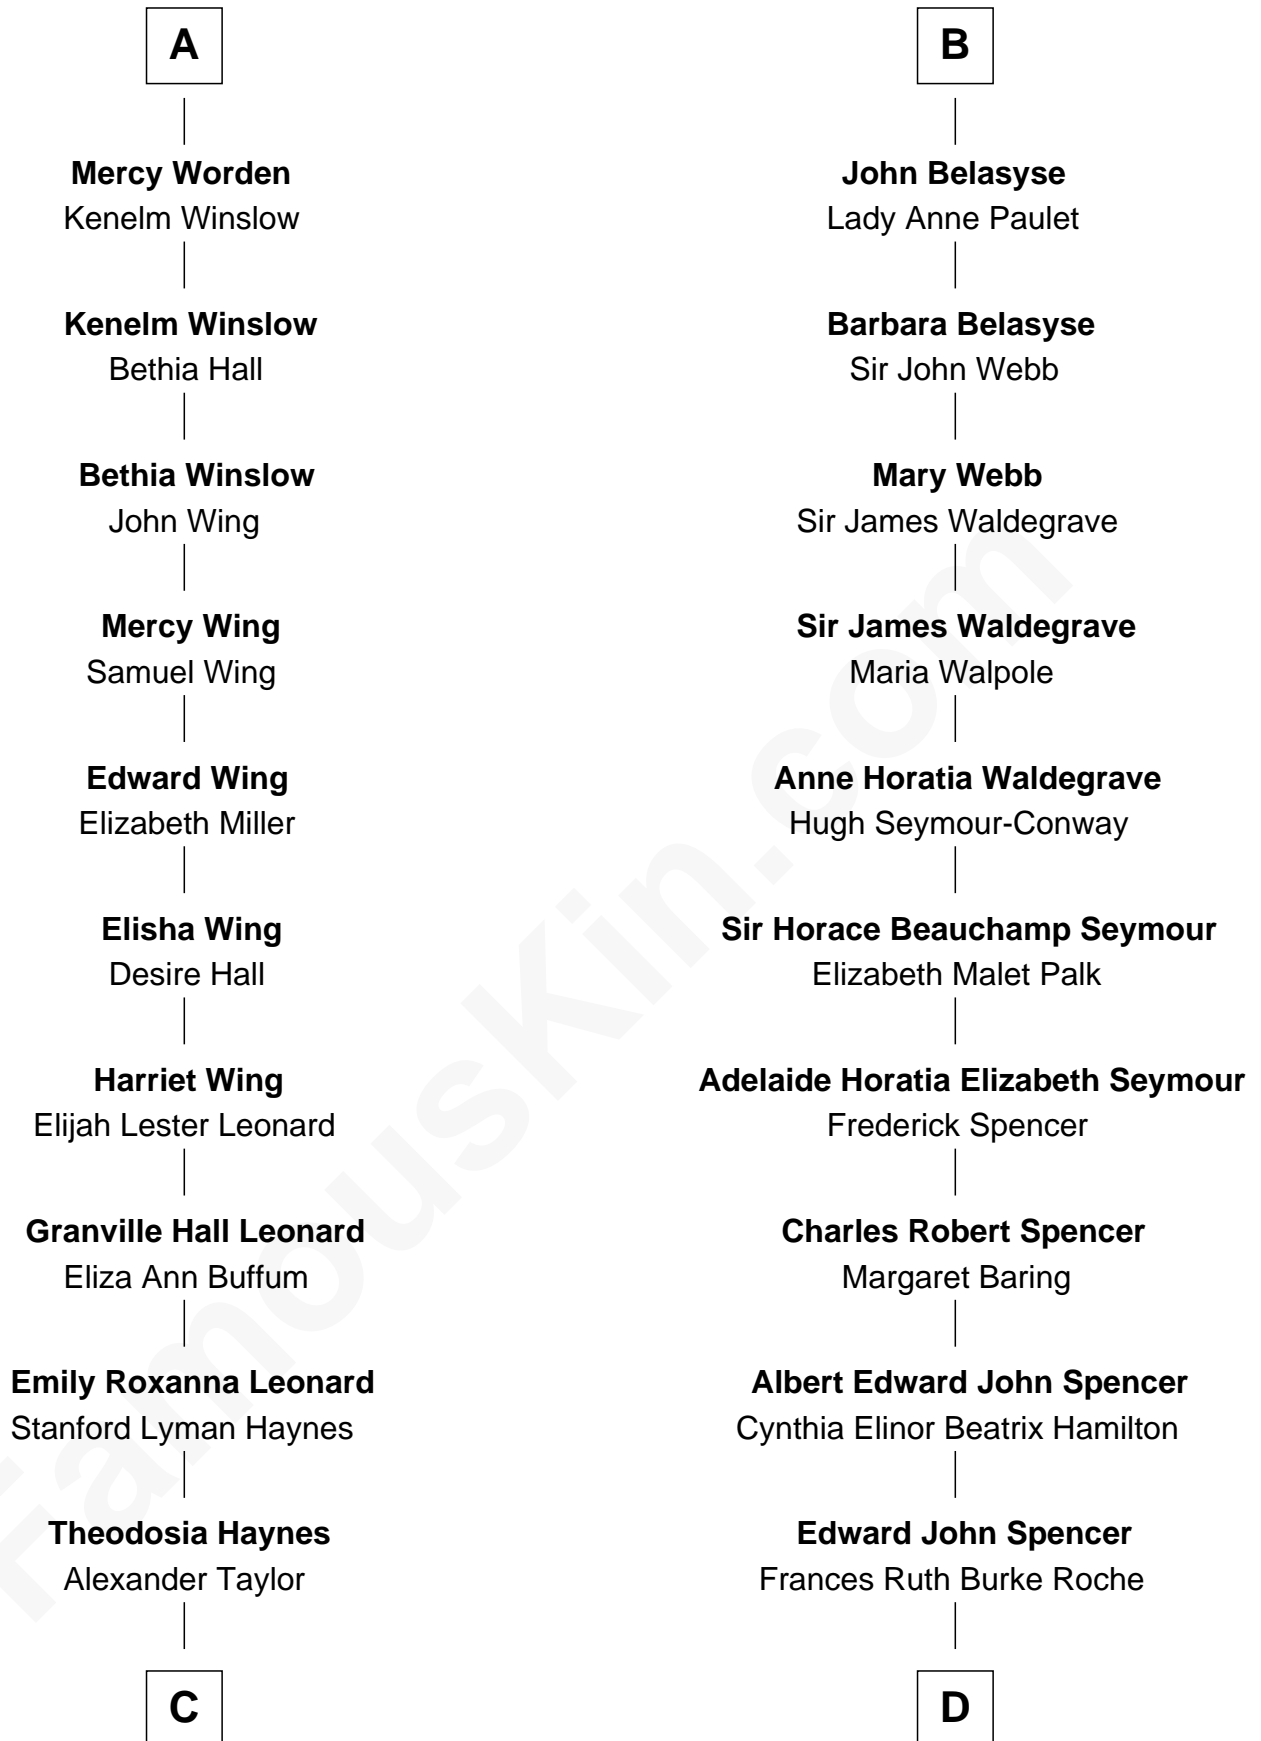 A
Mercy Worden
Kenelm Winslow
Kenelm Winslow
Bethia Hall
Bethia Winslow
John Wing
Mercy Wing
Samuel Wing
Edward Wing
Elizabeth Miller
Elisha Wing
Desire Hall
Harriet Wing
Elijah Lester Leonard
Granville Hall Leonard
Eliza Ann Buffum
Emily Roxanna Leonard
Stanford Lyman Haynes
Theodosia Haynes
Alexander Taylor
C
B
John Belasyse
Lady Anne Paulet
Barbara Belasyse
Sir John Webb
Mary Webb
Sir James Waldegrave
Sir James Waldegrave
Maria Walpole
Anne Horatia Waldegrave
Hugh Seymour-Conway
Sir Horace Beauchamp Seymour
Elizabeth Malet Palk
Adelaide Horatia Elizabeth Seymour
Frederick Spencer
Charles Robert Spencer
Margaret Baring
Albert Edward John Spencer
Cynthia Elinor Beatrix Hamilton
Edward John Spencer
Frances Ruth Burke Roche
D
FamousKin.com